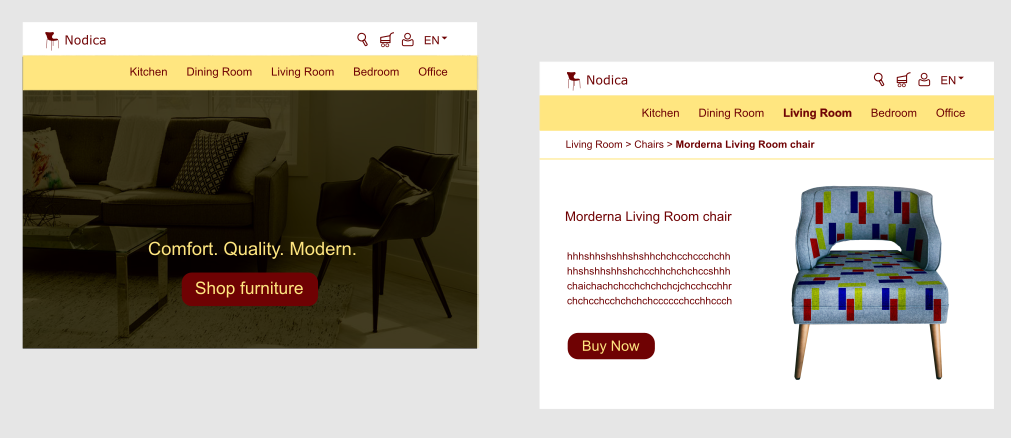 Nodica
EN
Kitchen Dining Room Living Room Bedroom Office
Comfort. Quality. Modern.
Shop furniture
Nodica
EN
Kitchen Dining Room Living Room Bedroom Office
Living Room > Chairs > Morderna Living Room chair
Morderna Living Room chair
hhhshhshshhshshhchchcchccchchh
hhshshhshhshchcchhchchchccshhh
chaichachchcchchchchcjchcchcchhr
chchcchcchchchchcccccchcchhccch
Buy Now